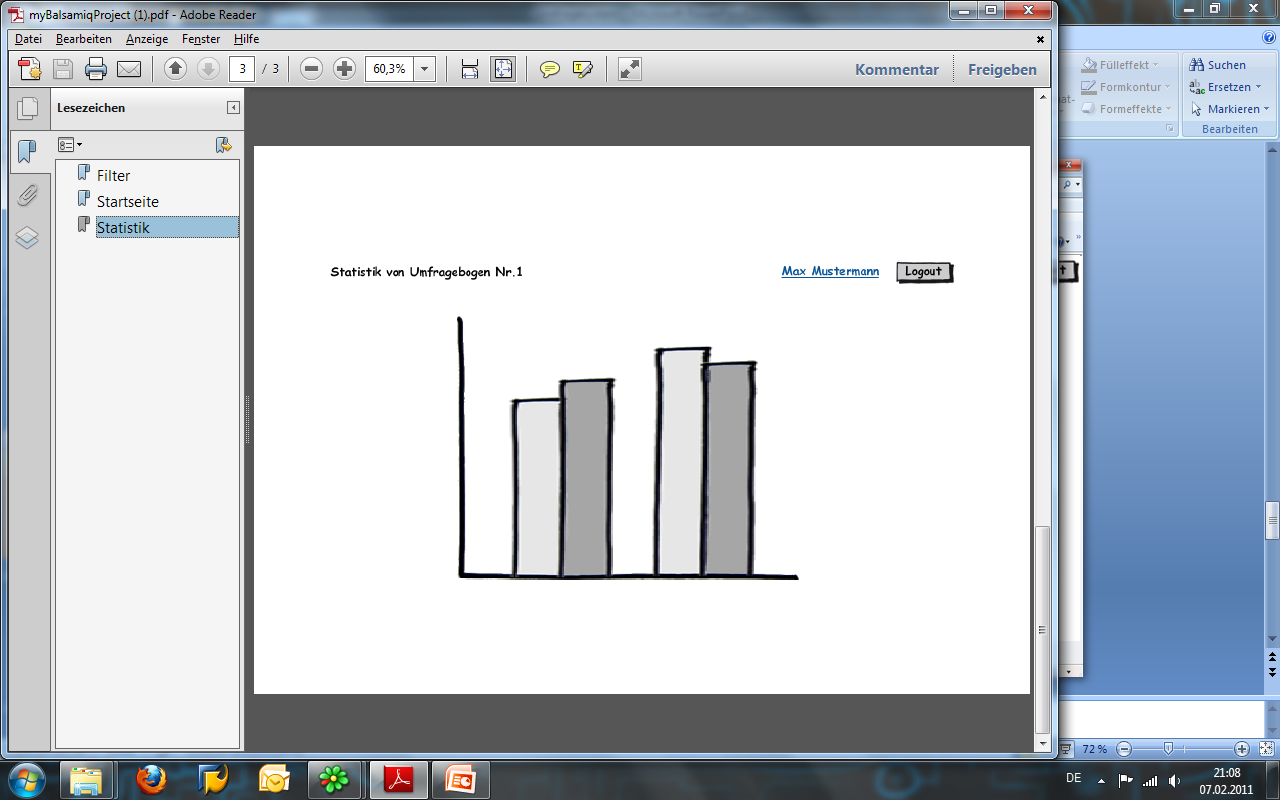 myBalsamiqProject (1).pdf - Adobe Reader
Datei Bearbeiten Anzeige Fenster Hilfe
3 / 3 60,3% Kommentar Freigeben
Lesezeichen
Filter
Startseite
Statistik
Statistik von Umfragebogen Nr.1 Max Mustermann Logout
Fülleffekt Suchen
Formkontur Ersetzen
Formeffekte Markieren
Bearbeiten
72 %
DE 21:08
07.02.2011